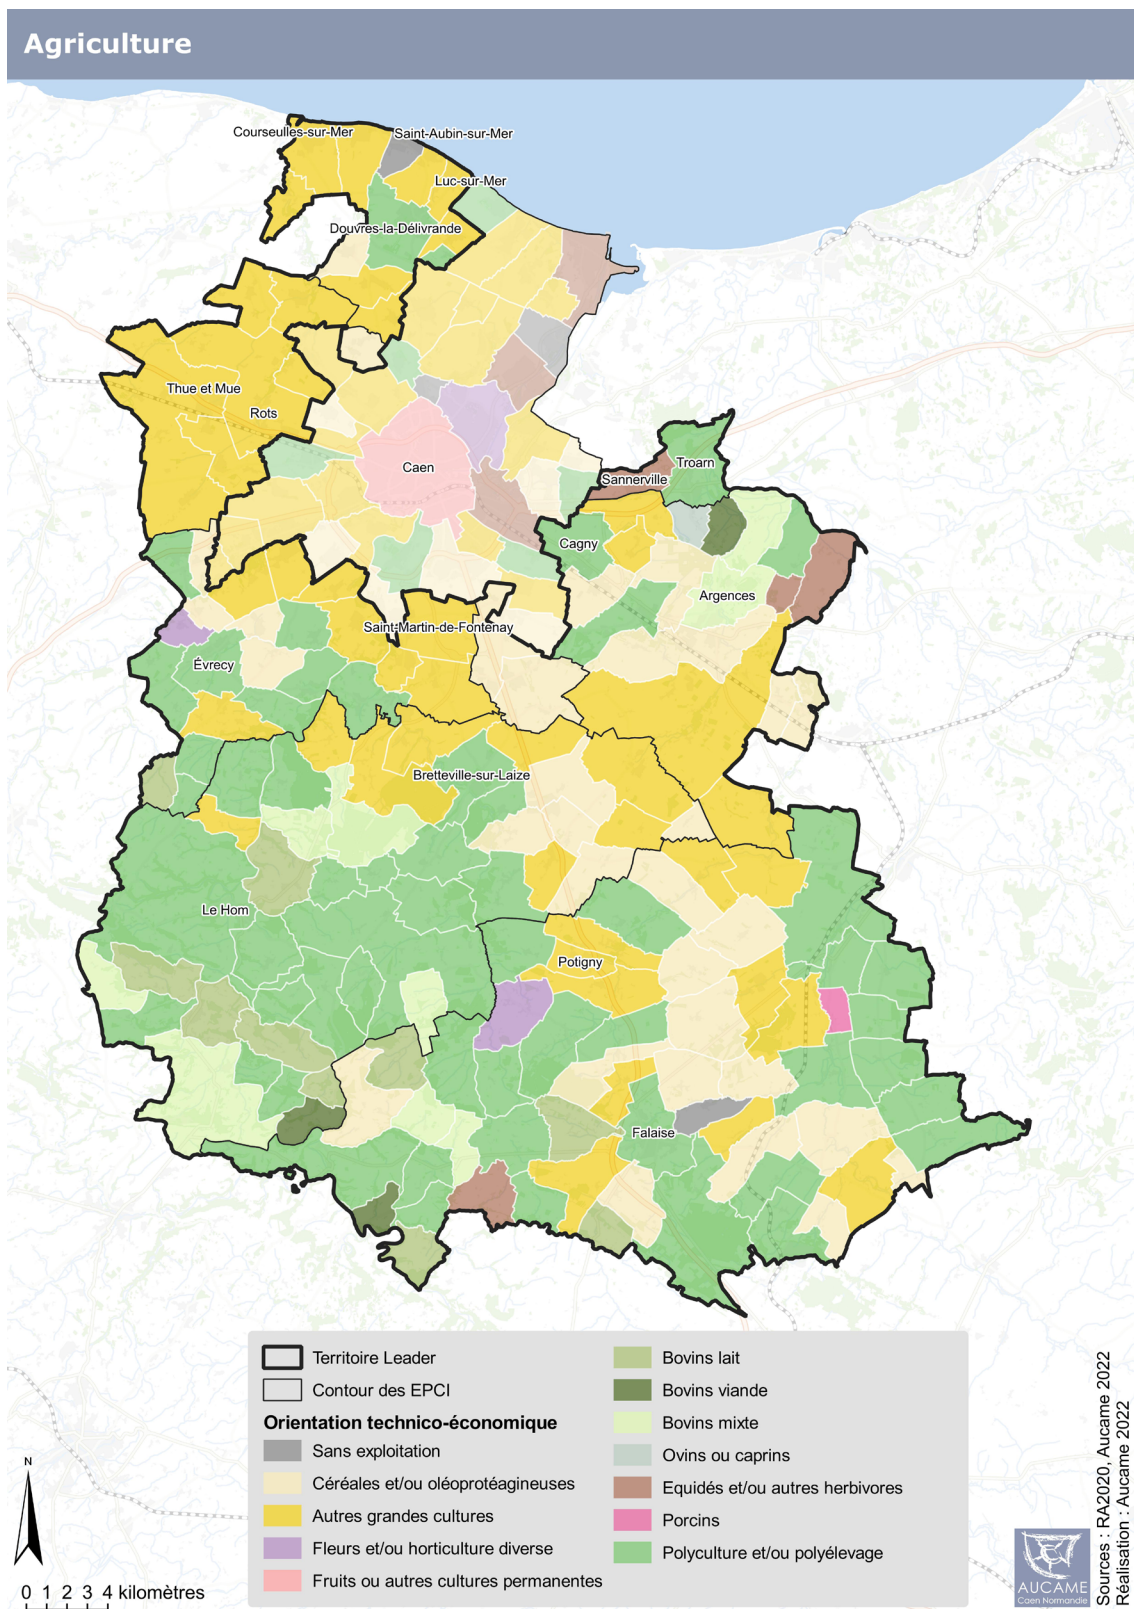 Agriculture
Courseulles-sur-Mer
Saint-Aubin-sur-Mer
Luc-sur-Mer
Douvres-la-Délivrande
Thue et Mue
Rots
Caen
Troarn
Sannerville
Cagny
Argences
Saint-Martin-de-Fontenay
Évrecy
Bretteville-sur-Laize
Le Hom
Potigny
Falaise
Territoire Leader
Contour des EPCI
Orientation technico-économique
Sans exploitation
Céréales et/ou oléoprotéagineuses
Autres grandes cultures
Fleurs et/ou horticulture diverse
Fruits ou autres cultures permanentes
Bovins lait
Bovins viande
Bovins mixte
Ovins ou caprins
Equidés et/ou autres herbivores
Porcins
Polyculture et/ou polyélevage
N
0 1 2 3 4 kilomètres
AUCAME
Caen Normandie
Sources : RA2020, Aucame 2022
Réalisation : Aucame 2022